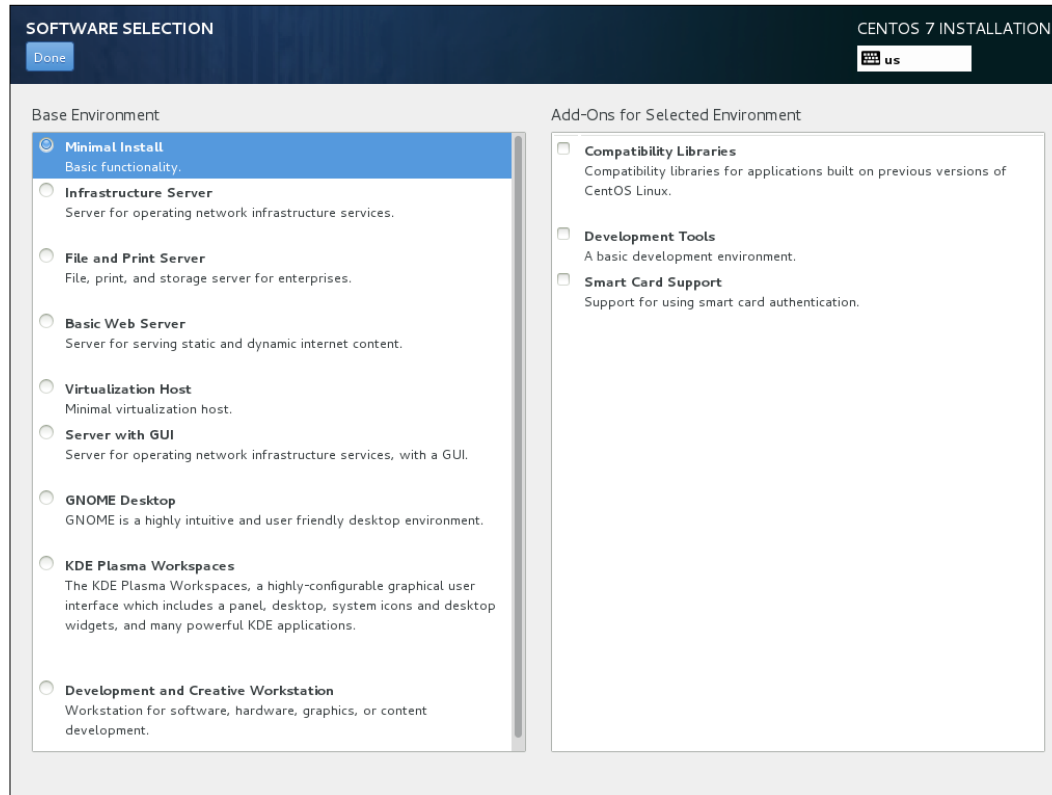 SOFTWARE SELECTION
CENTOS 7 INSTALLATION
Done
us
Base Environment
Minimal Install
Basic functionality.
Infrastructure Server
Server for operating network infrastructure services.
File and Print Server
File, print, and storage server for enterprises.
Basic Web Server
Server for serving static and dynamic internet content.
Virtualization Host
Minimal virtualization host.
Server with GUI
Server for operating network infrastructure services, with a GUI.
GNOME Desktop
GNOME is a highly intuitive and user friendly desktop environment.
KDE Plasma Workspaces
The KDE Plasma Workspaces, a highly-configurable graphical user
interface which includes a panel, desktop, system icons and desktop
widgets, and many powerful KDE applications.
Development and Creative Workstation
Workstation for software, hardware, graphics, or content
development.
Add-Ons for Selected Environment
Compatibility Libraries
Compatibility libraries for applications built on previous versions of
CentOS Linux.
Development Tools
A basic development environment.
Smart Card Support
Support for using smart card authentication.